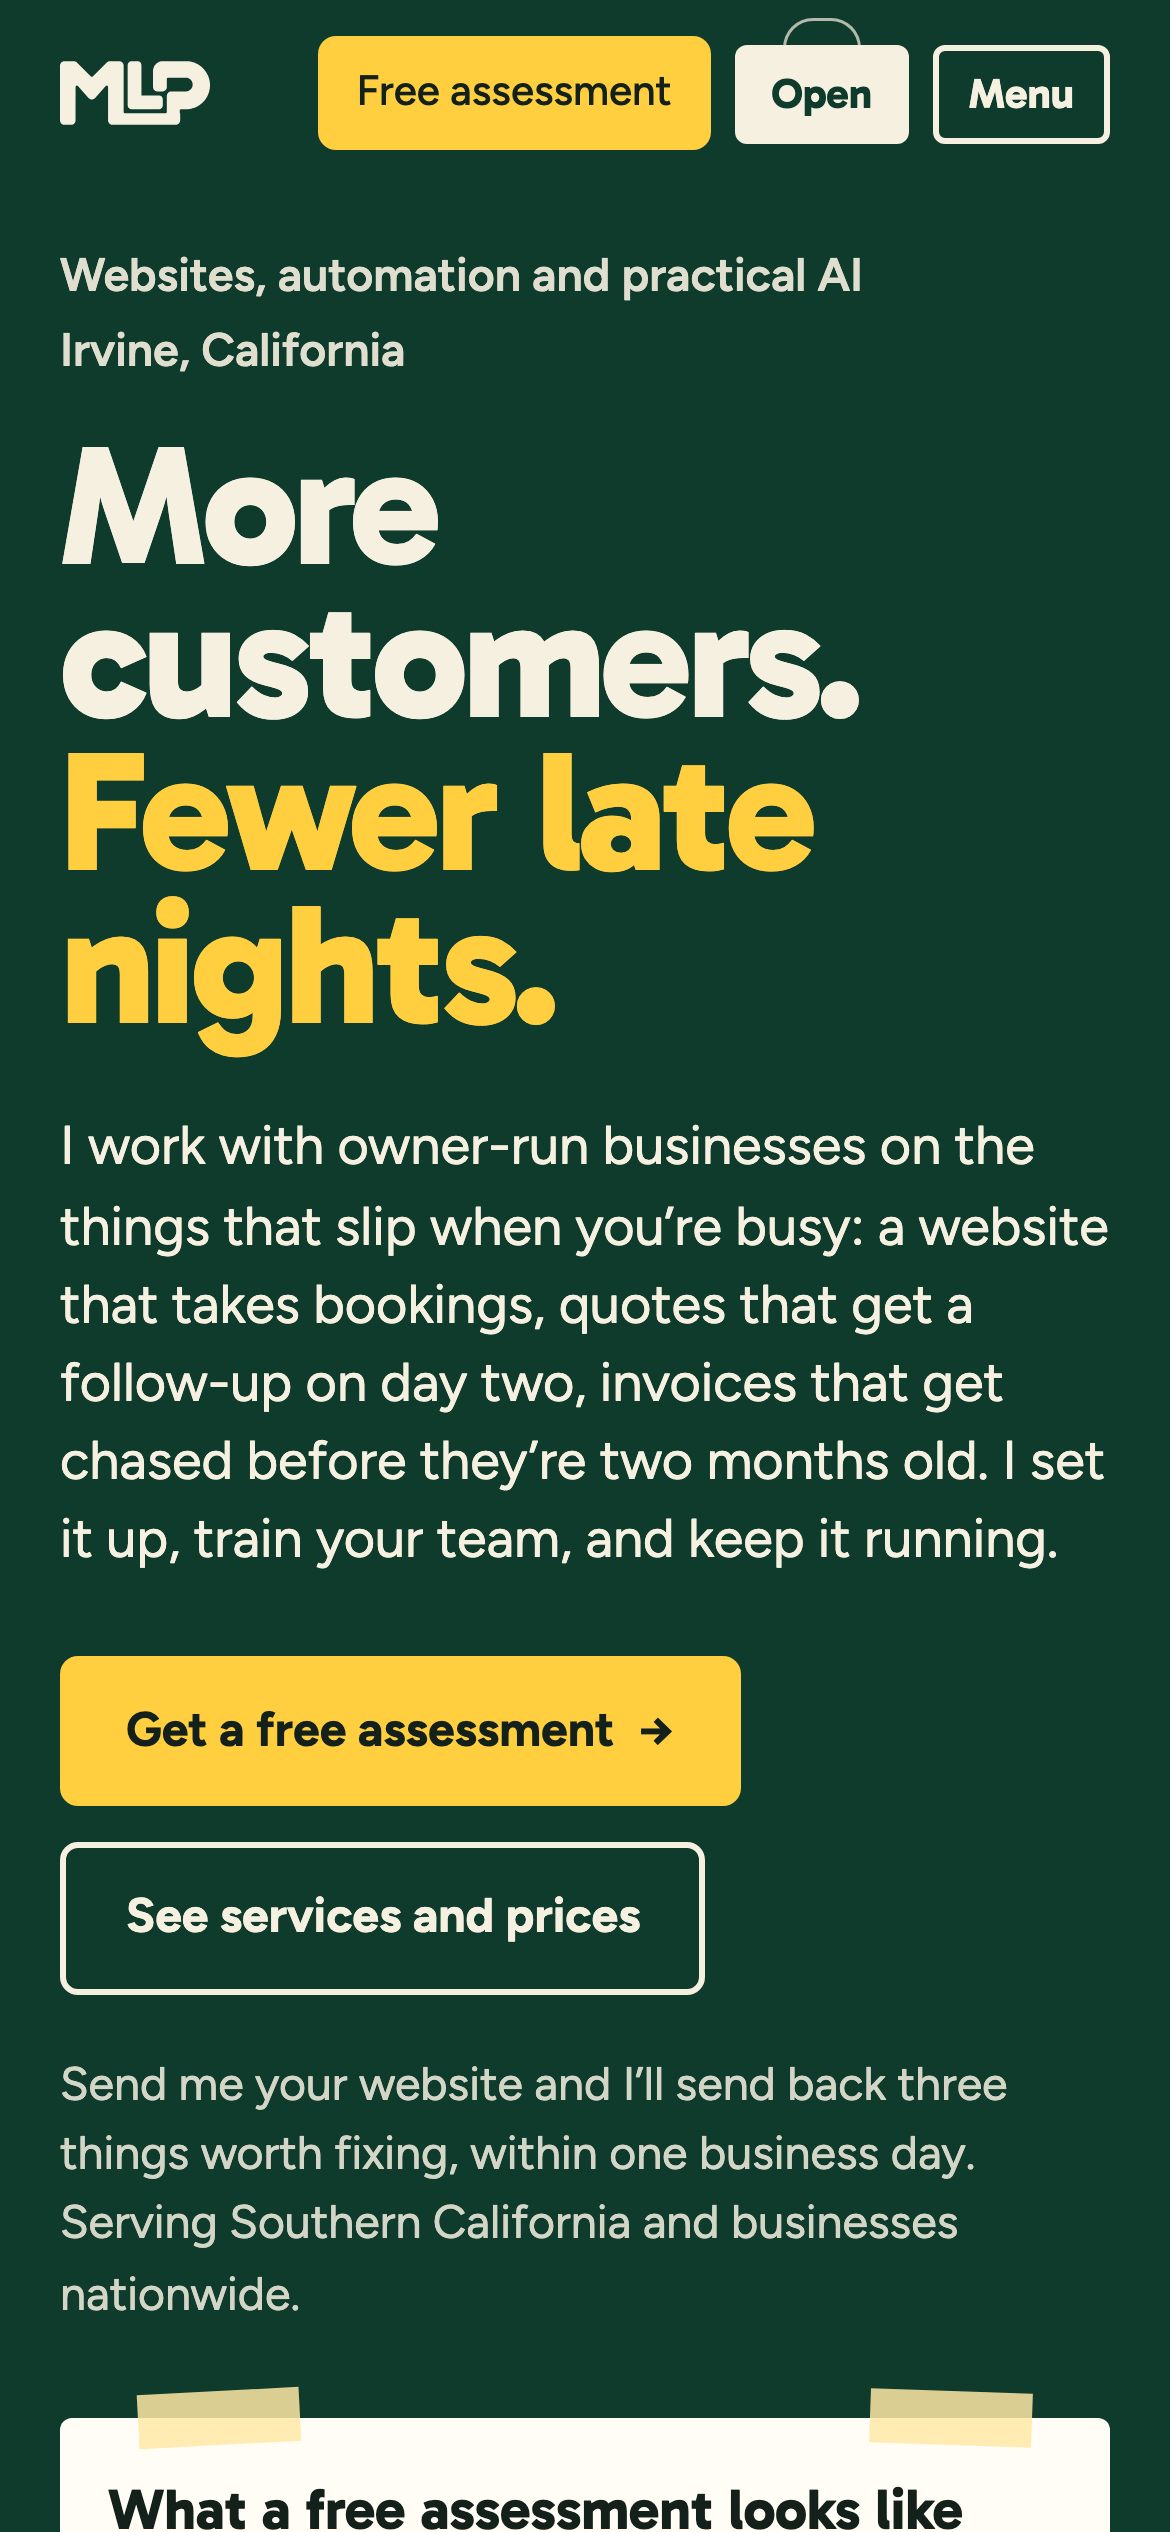 MLP
Free assessment
Open
Menu
Websites, automation and practical AI
Irvine, California
More
customers.
Fewer late
nights.
I work with owner-run businesses on the
things that slip when you’re busy: a website
that takes bookings, quotes that get a
follow-up on day two, invoices that get
chased before they’re two months old. I set
it up, train your team, and keep it running.
Get a free assessment →
See services and prices
Send me your website and I’ll send back three
things worth fixing, within one business day.
Serving Southern California and businesses
nationwide.
What a free assessment looks like